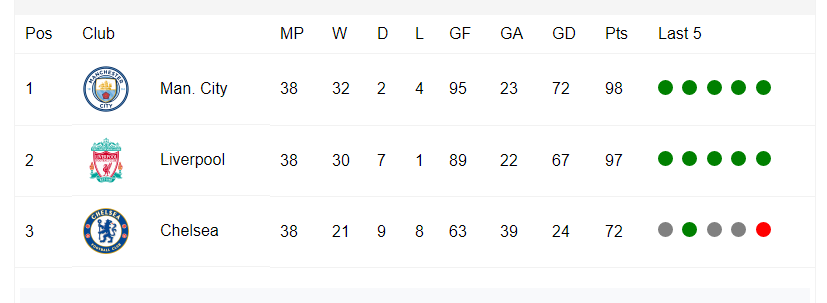 Pos Club MP W D L GF GA GD Pts Last 5
1 MANCHESTER CITY Man. City 38 32 2 4 95 23 72 98
2 Liverpool 38 30 7 1 89 22 67 97
3 CHELSEA FOOTBALL CLUB Chelsea 38 21 9 8 63 39 24 72